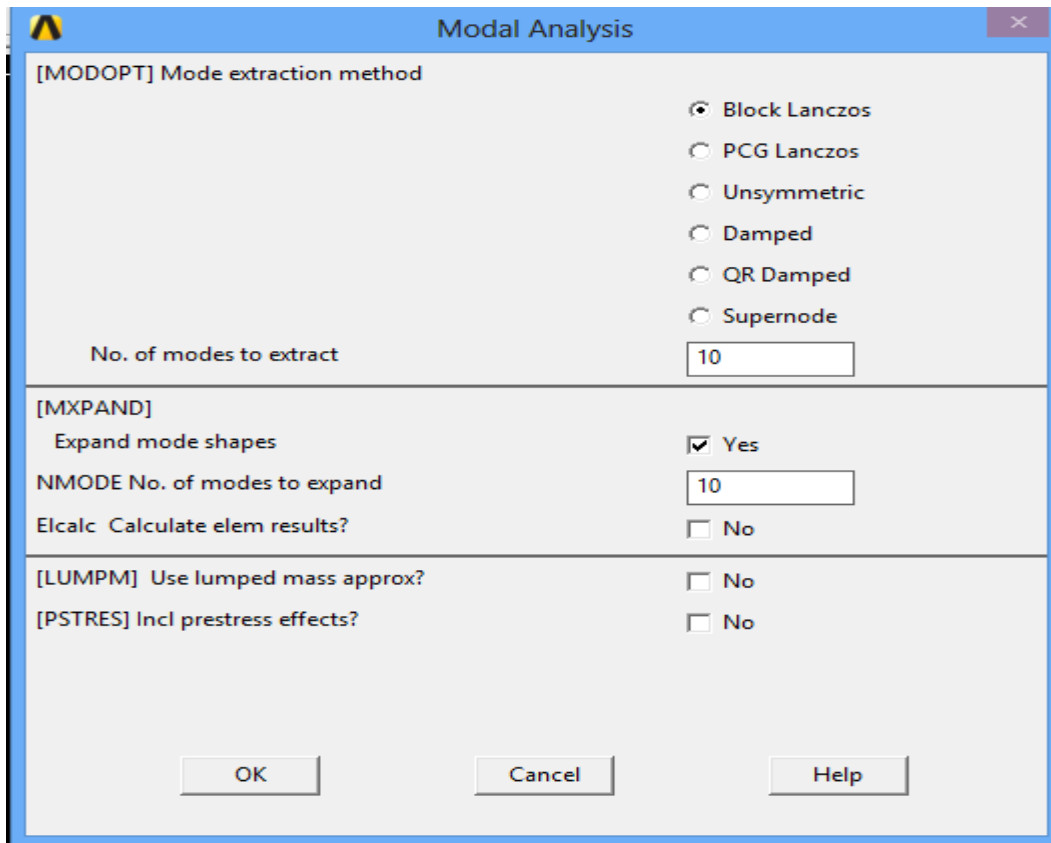 Modal Analysis
[MODOPT] Mode extraction method
Block Lanczos
PCG Lanczos
Unsymmetric
Damped
QR Damped
Supernode
No. of modes to extract 10
[MXPAND]
Expand mode shapes Yes
NMODE No. of modes to expand 10
Elcalc Calculate elem results? No
[LUMPM] Use lumped mass approx? No
[PSTRES] Incl prestress effects? No
OK Cancel Help